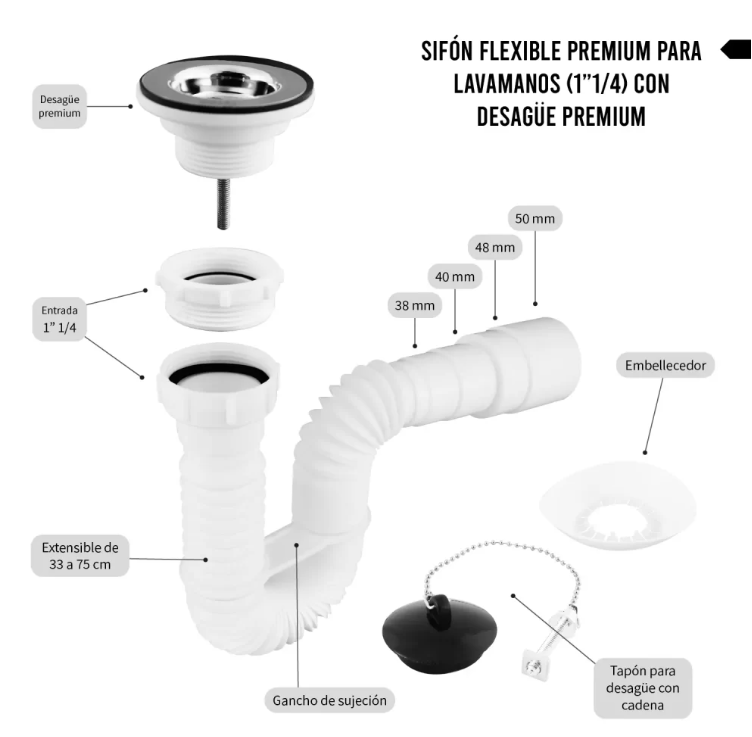 SIFÓN FLEXIBLE PREMIUM PARA
LAVAMANOS (1”1/4) CON
DESAGÜE PREMIUM
Desagüe
premium
50 mm
48 mm
40 mm
38 mm
Entrada
1” 1/4
Embellecedor
Extensible de
33 a 75 cm
Gancho de sujeción
Tapón para
desagüe con
cadena